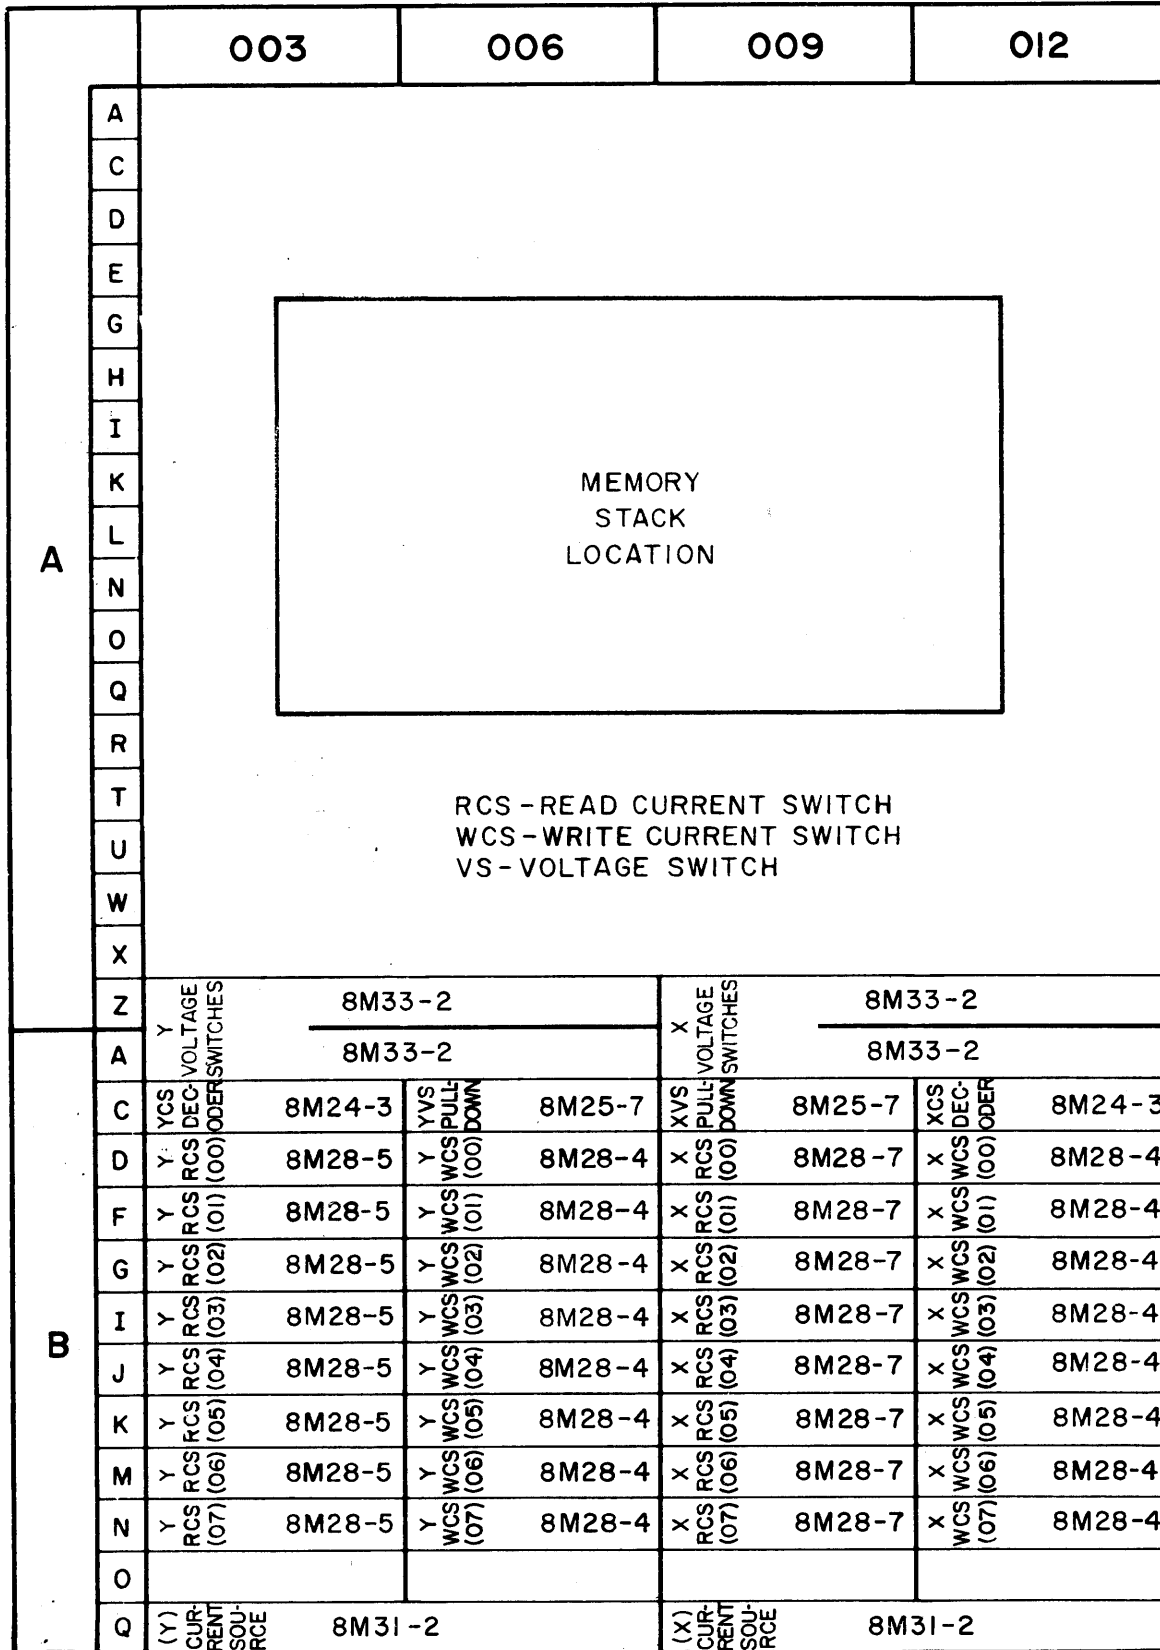 003 006 009 012
A
A
C
D
E
G
H
I
K
L
N
O
Q
R
T
U
W
X
MEMORY
STACK
LOCATION
RCS-READ CURRENT SWITCH
WCS-WRITE CURRENT SWITCH
VS-VOLTAGE SWITCH
Z Y VOLTAGE SWITCHES 8M33-2 X VOLTAGE SWITCHES 8M33-2
B
A 8M33-2 8M33-2
C YCS DEC-ODER 8M24-3 YVS PULL-DOWN 8M25-7 XVS PULL-DOWN 8M25-7 XCS DEC-ODER 8M24-3
D Y RCS (00) 8M28-5 Y WCS (00) 8M28-4 X RCS (00) 8M28-7 X WCS (00) 8M28-4
F Y RCS (01) 8M28-5 Y WCS (01) 8M28-4 X RCS (01) 8M28-7 X WCS (01) 8M28-4
G Y RCS (02) 8M28-5 Y WCS (02) 8M28-4 X RCS (02) 8M28-7 X WCS (02) 8M28-4
I Y RCS (03) 8M28-5 Y WCS (03) 8M28-4 X RCS (03) 8M28-7 X WCS (03) 8M28-4
J Y RCS (04) 8M28-5 Y WCS (04) 8M28-4 X RCS (04) 8M28-7 X WCS (04) 8M28-4
K Y RCS (05) 8M28-5 Y WCS (05) 8M28-4 X RCS (05) 8M28-7 X WCS (05) 8M28-4
M Y RCS (06) 8M28-5 Y WCS (06) 8M28-4 X RCS (06) 8M28-7 X WCS (06) 8M28-4
N Y RCS (07) 8M28-5 Y WCS (07) 8M28-4 X RCS (07) 8M28-7 X WCS (07) 8M28-4
O
Q (Y) CUR-RENT SOU-RCE 8M31-2 (X) CUR-RENT SOU-RCE 8M31-2